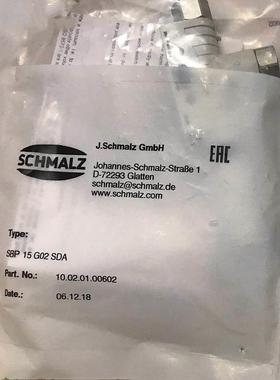 J.Schmalz GmbH
SCHMALZ
EAC
Johannes-Schmalz-Straße 1
D-72293 Glatten
schmalz@schmalz.de
www.schmalz.com
Type:
SBP 15 G02 SDA
Part. No.: 10.02.01.00602
Date.: 06.12.18